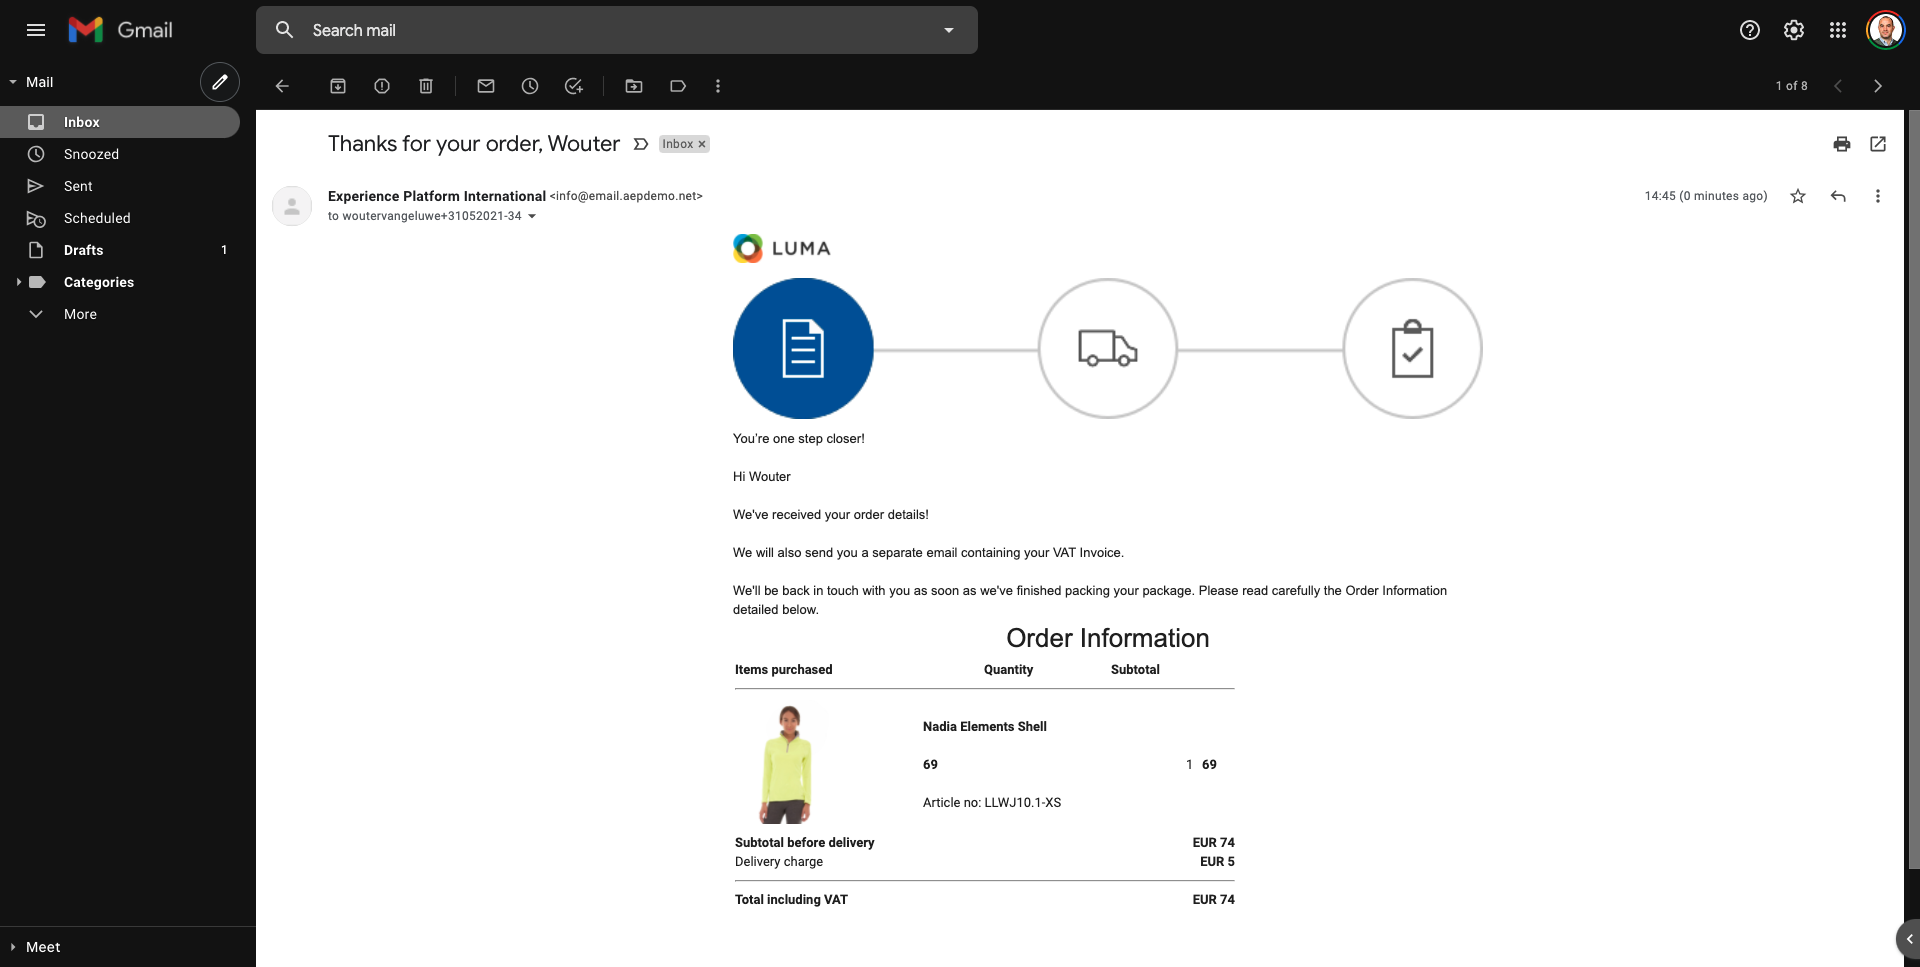 Gmail
Search mail
Mail
1 of 8
Inbox
Snoozed
Sent
Scheduled
Drafts 1
Categories
More
Meet
Thanks for your order, Wouter Inbox ×
Experience Platform International <info@email.aepdemo.net>
14:45 (0 minutes ago)
to woutervangeluwe+31052021-34
LUMA
You're one step closer!
Hi Wouter
We've received your order details!
We will also send you a separate email containing your VAT Invoice.
We'll be back in touch with you as soon as we've finished packing your package. Please read carefully the Order Information
detailed below.
Order Information
Items purchased Quantity Subtotal
Nadia Elements Shell
69 1 69
Article no: LLWJ10.1-XS
Subtotal before delivery EUR 74
Delivery charge EUR 5
Total including VAT EUR 74